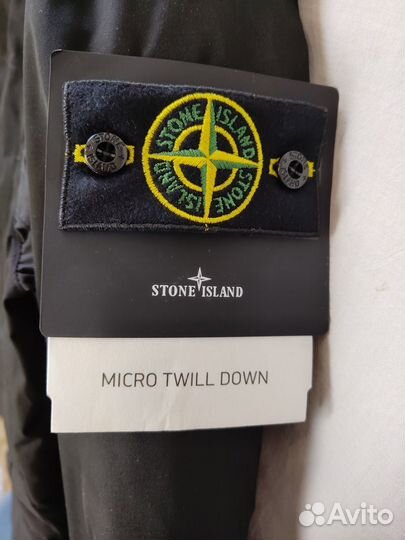 STONE ISLAND
STONE ISLAND
STONE ISLAND
MICRO TWILL DOWN
Avito